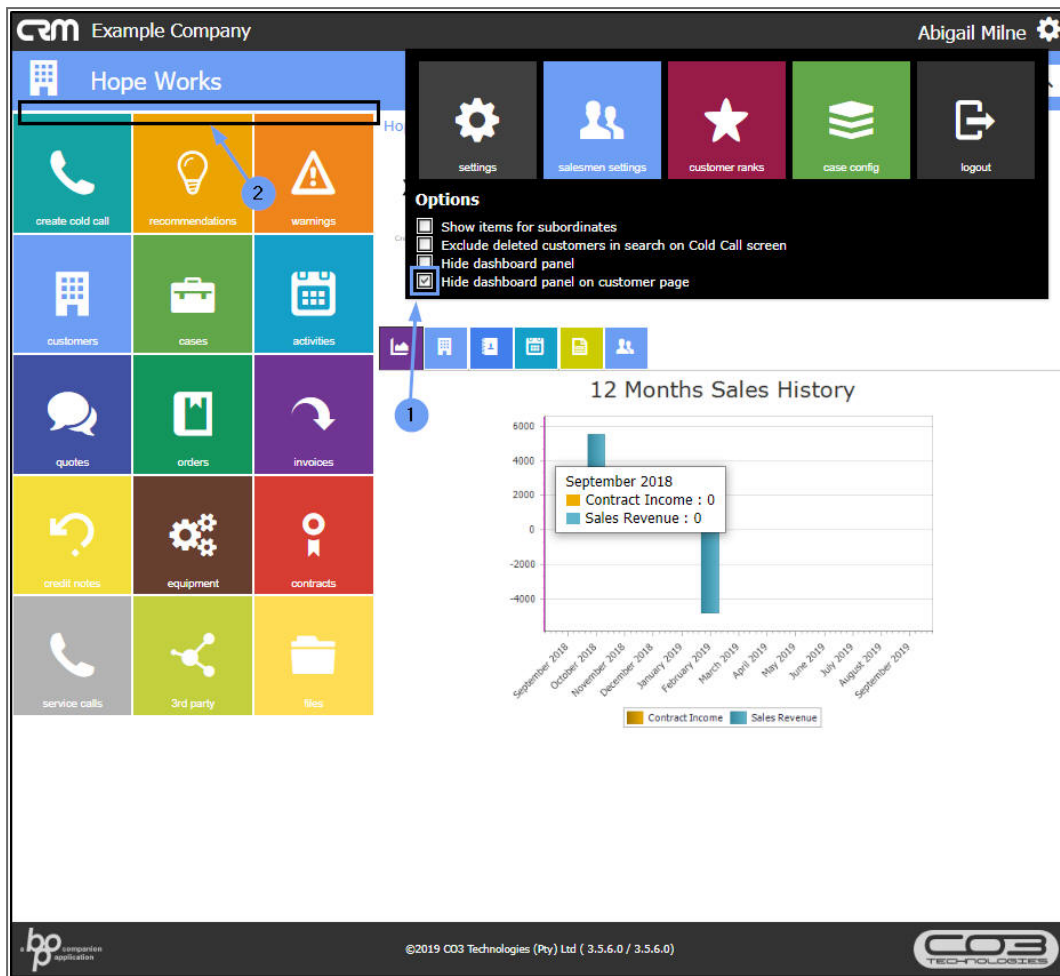 CRM Example Company
Abigail Milne
Hope Works
settings
salesmen settings
customer ranks
case config
logout
Options
Show items for subordinates
Exclude deleted customers in search on Cold Call screen
Hide dashboard panel
Hide dashboard panel on customer page
Ho
create cold call
recommendations
warnings
2
customers
cases
activities
1
quotes
orders
invoices
credit notes
equipment
contracts
service calls
3rd party
files
12 Months Sales History
6000
4000
2000
0
-2000
-4000
September 2018
Contract Income : 0
Sales Revenue : 0
September 2018
October 2018
November 2018
December 2018
January 2019
February 2019
March 2019
April 2019
May 2019
June 2019
July 2019
August 2019
September 2019
Contract Income
Sales Revenue
a bpo companion
application
©2019 CO3 Technologies (Pty) Ltd ( 3.5.6.0 / 3.5.6.0)
CO3
TECHNOLOGIES